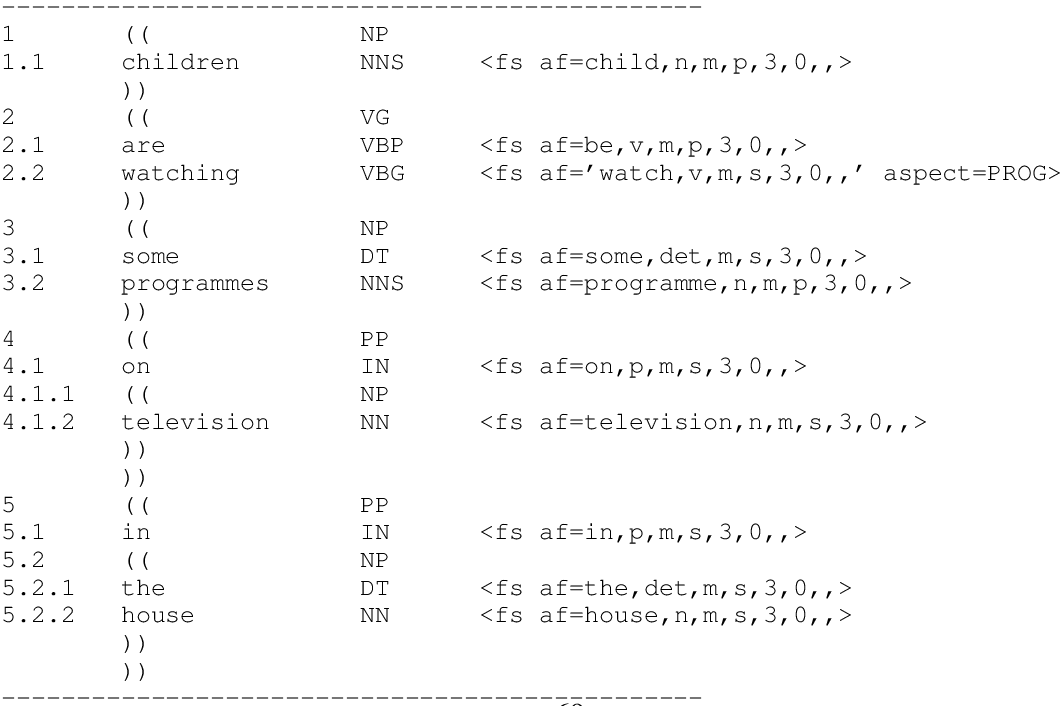 ------------------------------------------------
1 (( NP
1.1 children NNS <fs af=child,n,m,p,3,0,,>
))
2 (( VG
2.1 are VBP <fs af=be,v,m,p,3,0,,>
2.2 watching VBG <fs af='watch,v,m,s,3,0,,' aspect=PROG>
))
3 (( NP
3.1 some DT <fs af=some,det,m,s,3,0,,>
3.2 programmes NNS <fs af=programme,n,m,p,3,0,,>
))
4 (( PP
4.1 on IN <fs af=on,p,m,s,3,0,,>
4.1.1 (( NP
4.1.2 television NN <fs af=television,n,m,s,3,0,,>
))
))
5 (( PP
5.1 in IN <fs af=in,p,m,s,3,0,,>
5.2 (( NP
5.2.1 the DT <fs af=the,det,m,s,3,0,,>
5.2.2 house NN <fs af=house,n,m,s,3,0,,>
))
))
------------------------------------------------